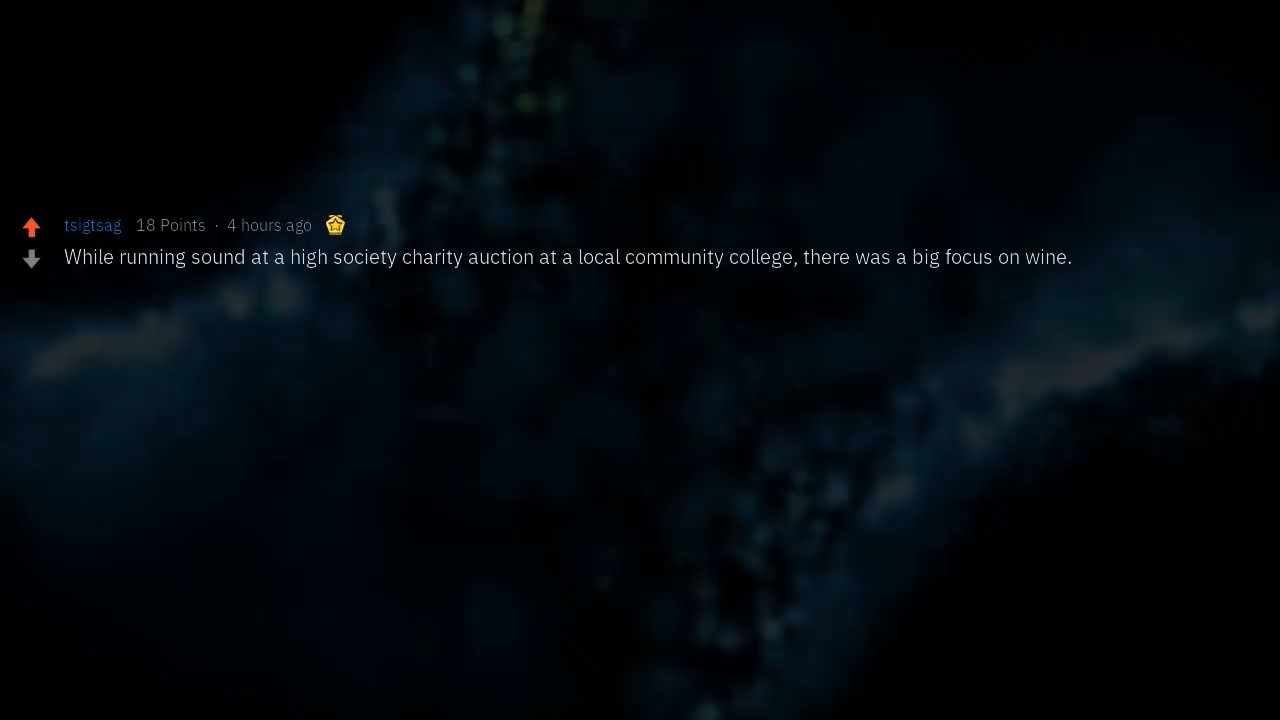 tsigtsag 18 Points · 4 hours ago
While running sound at a high society charity auction at a local community college, there was a big focus on wine.